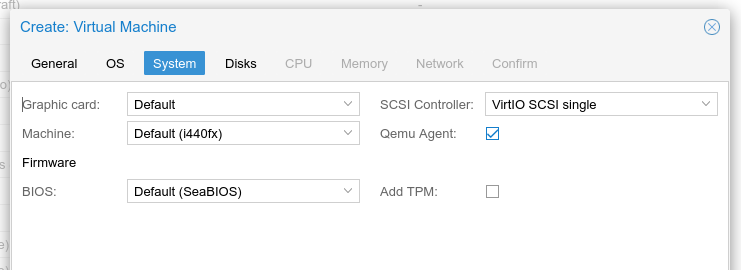 raft)
-
Create: Virtual Machine
General OS System Disks CPU Memory Network Confirm
Graphic card: Default SCSI Controller: VirtIO SCSI single
Machine: Default (i440fx) Qemu Agent:
Firmware
BIOS: Default (SeaBIOS) Add TPM: